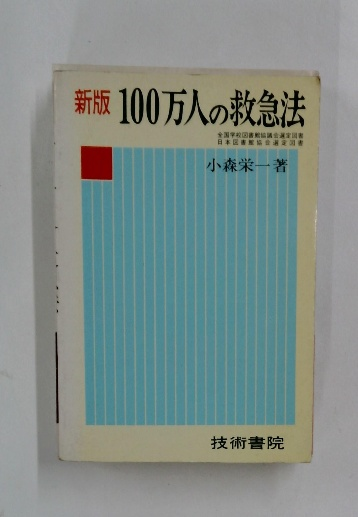 新版 100万人の救急法
全国学校図書館協議会選定図書
日本図書館協会選定図書
小森栄一著
技術書院